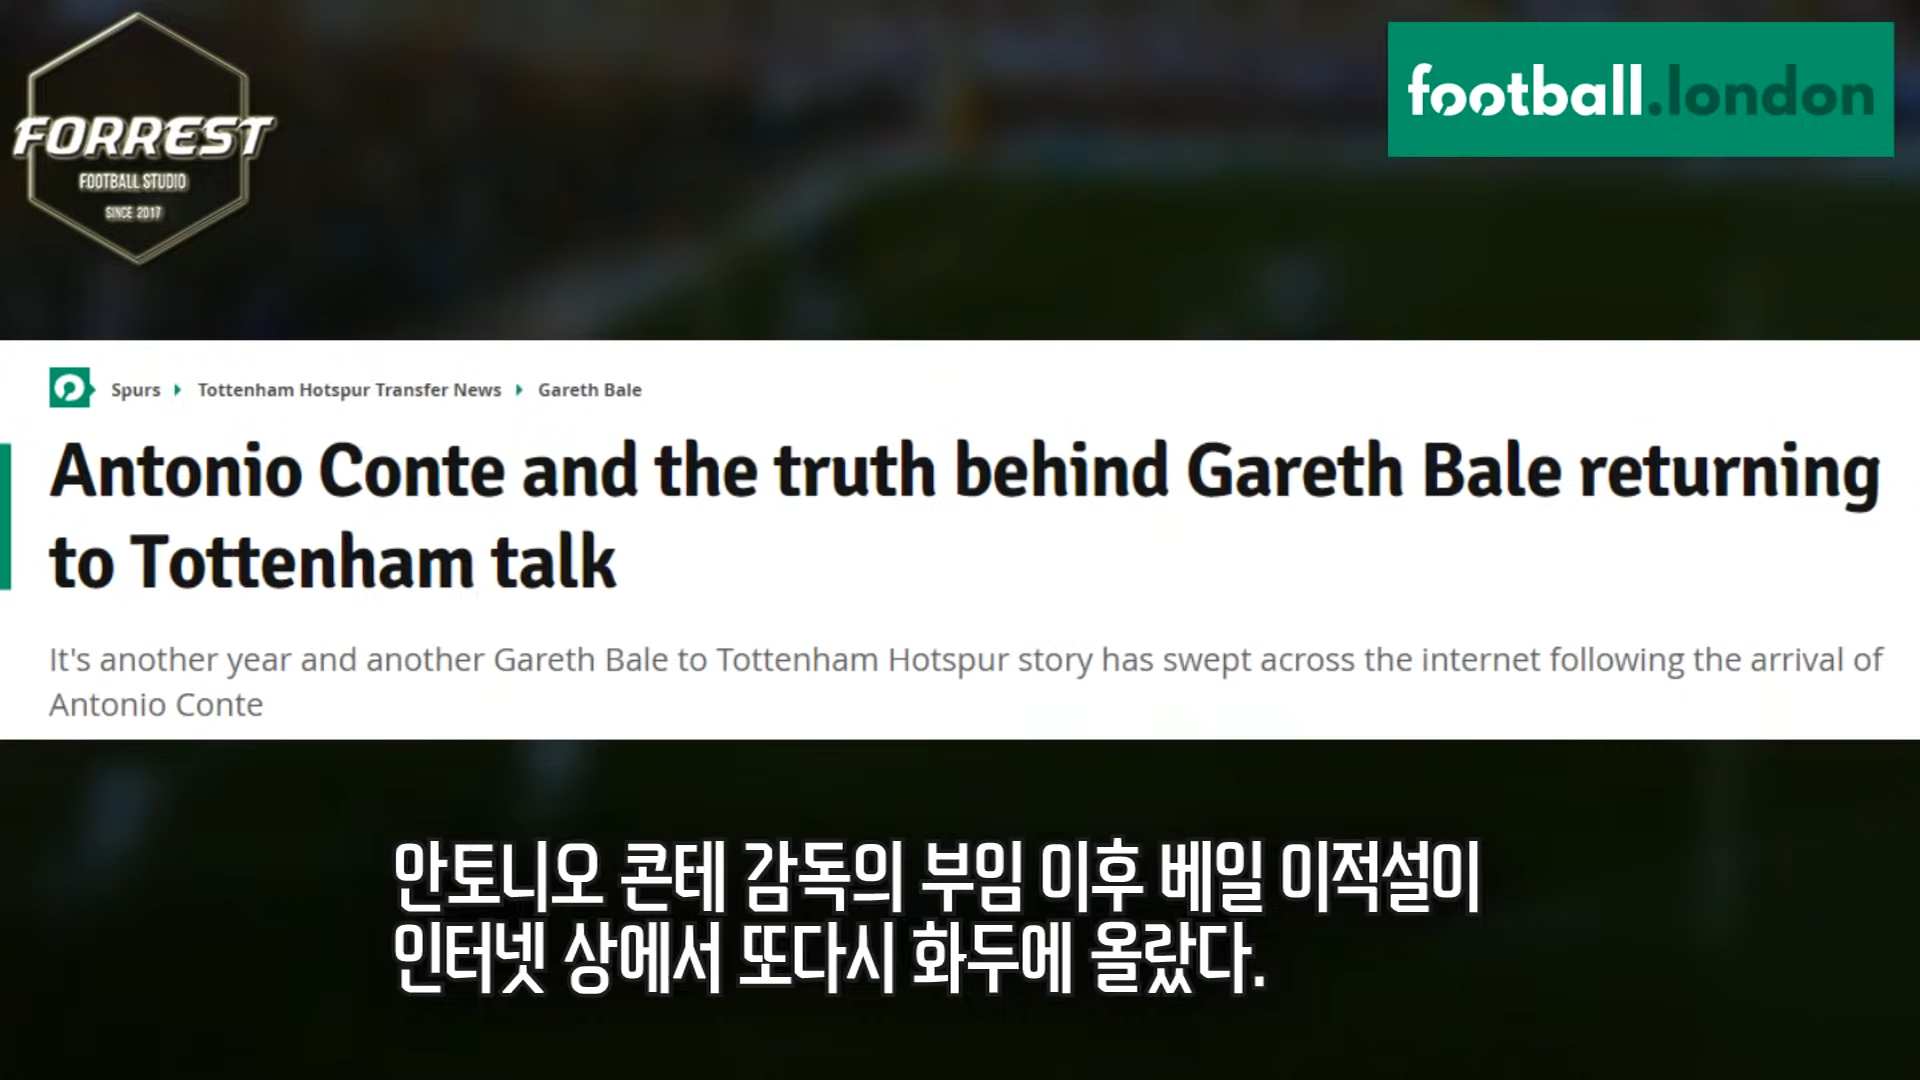 FORREST
FOOTBALL STUDIO
SINCE 2017
football.london
Spurs Tottenham Hotspur Transfer News Gareth Bale
Antonio Conte and the truth behind Gareth Bale returning
to Tottenham talk
It's another year and another Gareth Bale to Tottenham Hotspur story has swept across the internet following the arrival of
Antonio Conte
안토니오 콘테 감독의 부임 이후 베일 이적설이
인터넷 상에서 또다시 화두에 올랐다.